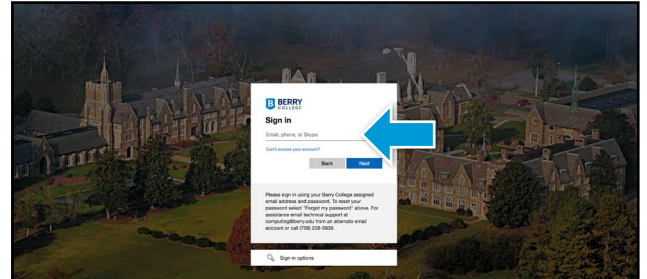 BERRY
COLLEGE
Sign in
Email, phone, or Skype
Can't access your account?
Back Next
Please sign in using your Berry College assigned
email address and password. To reset your
password select "Forgot my password" above. For
assistance email technical support at
computing@berry.edu from an alternate email
account or call (706) 238-5838.
Sign-in options